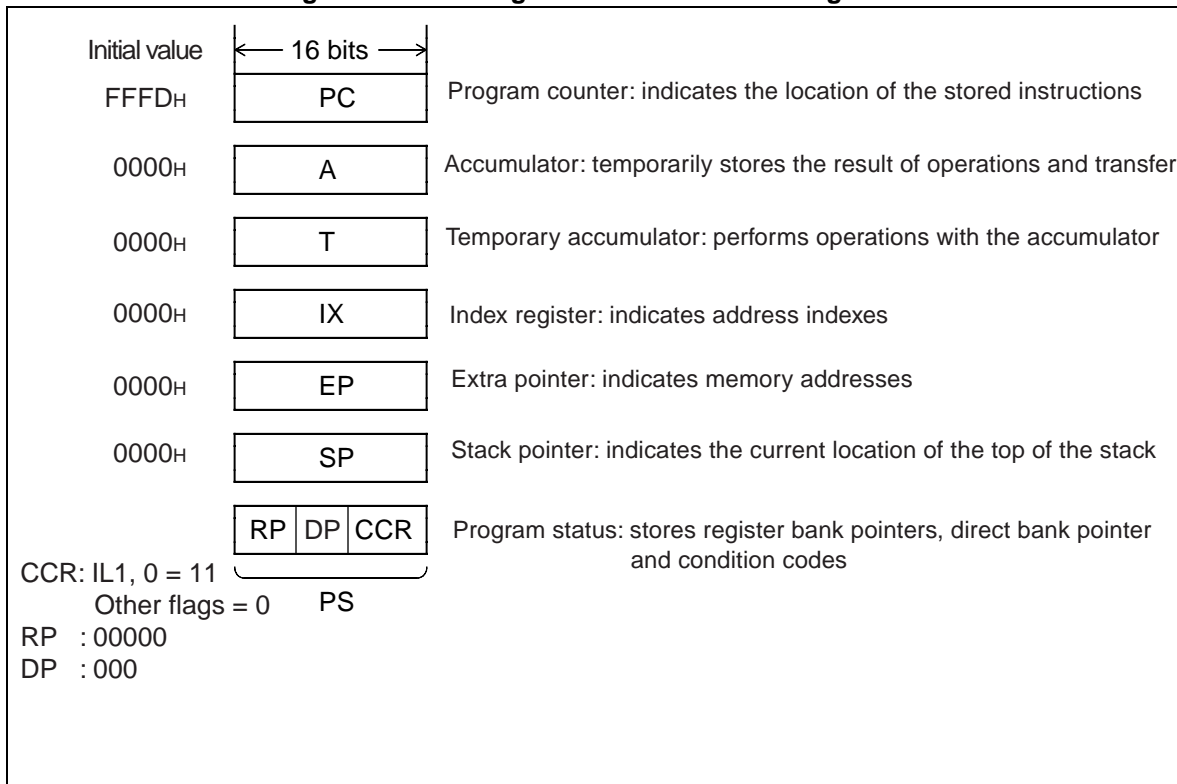 Initial value 16 bits
FFFDH PC Program counter: indicates the location of the stored instructions
0000H A Accumulator: temporarily stores the result of operations and transfer
0000H T Temporary accumulator: performs operations with the accumulator
0000H IX Index register: indicates address indexes
0000H EP Extra pointer: indicates memory addresses
0000H SP Stack pointer: indicates the current location of the top of the stack
RP DP CCR Program status: stores register bank pointers, direct bank pointer
and condition codes
CCR: IL1, 0 = 11
Other flags = 0 PS
RP : 00000
DP : 000